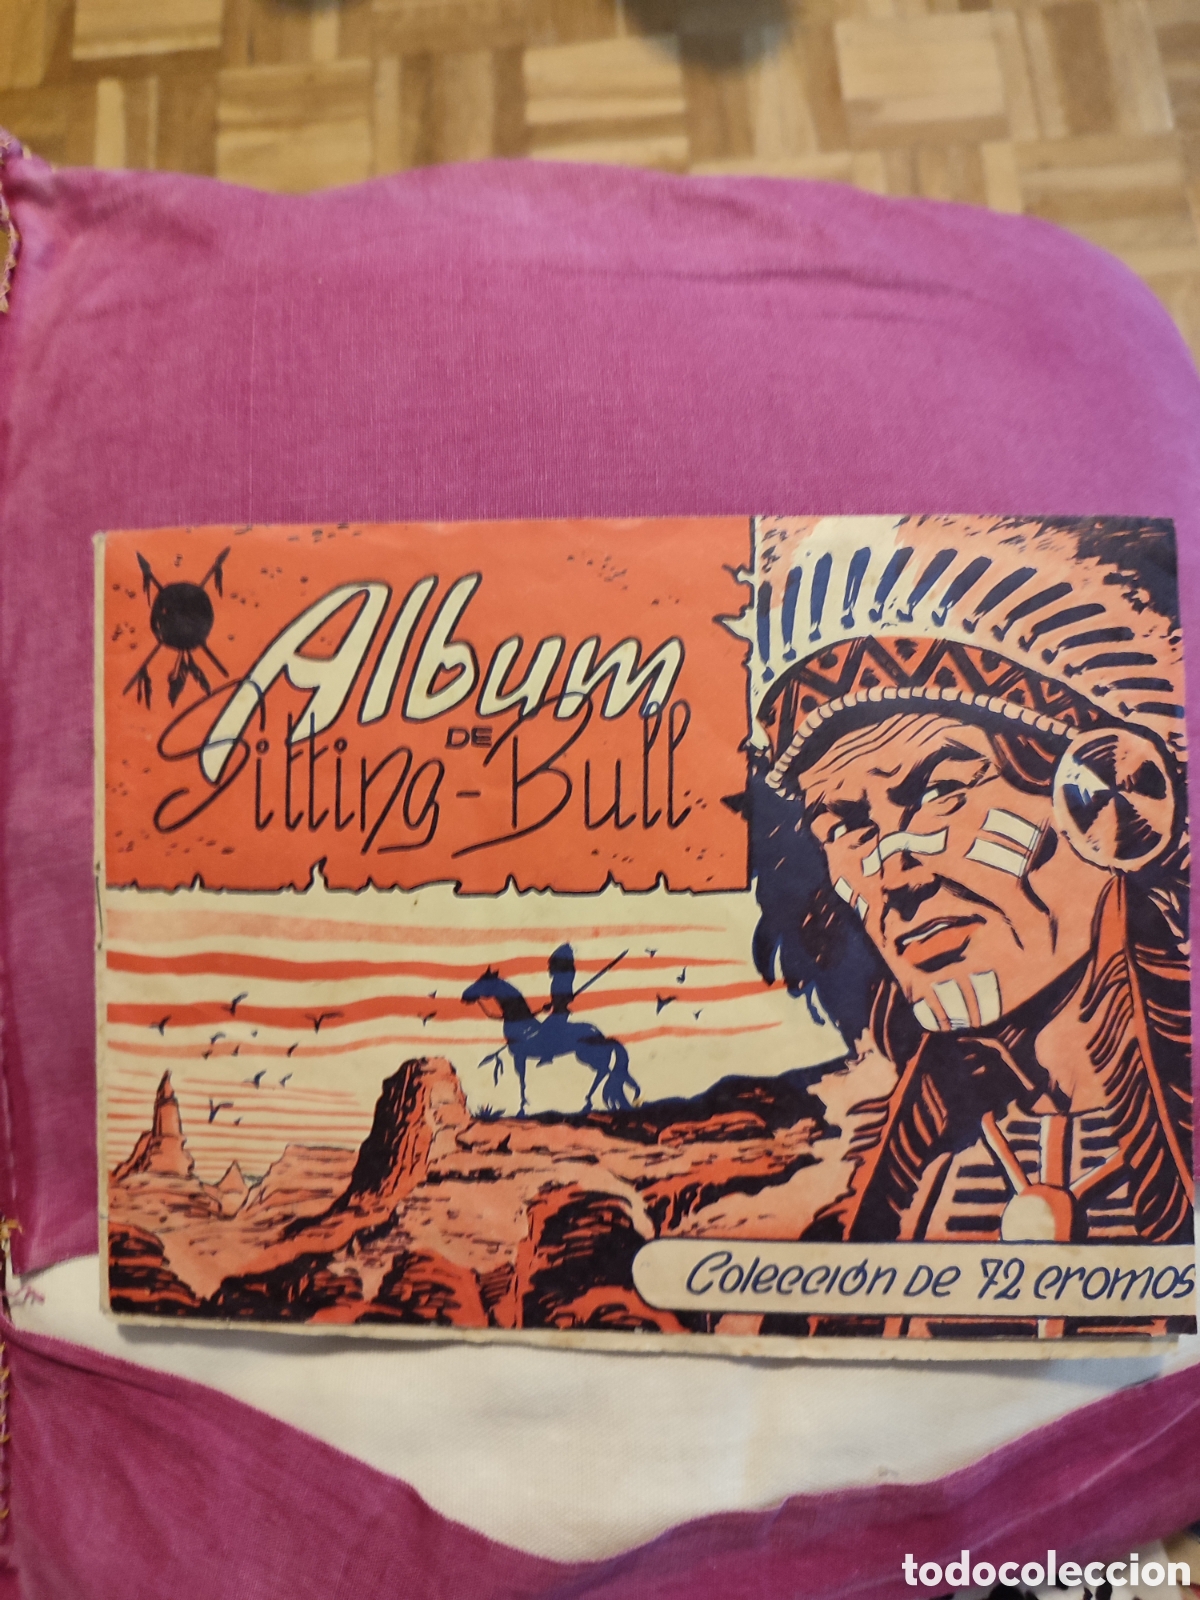 Album
DE
Sitting-Bull
Colección DE 72 cromos
todocoleccion